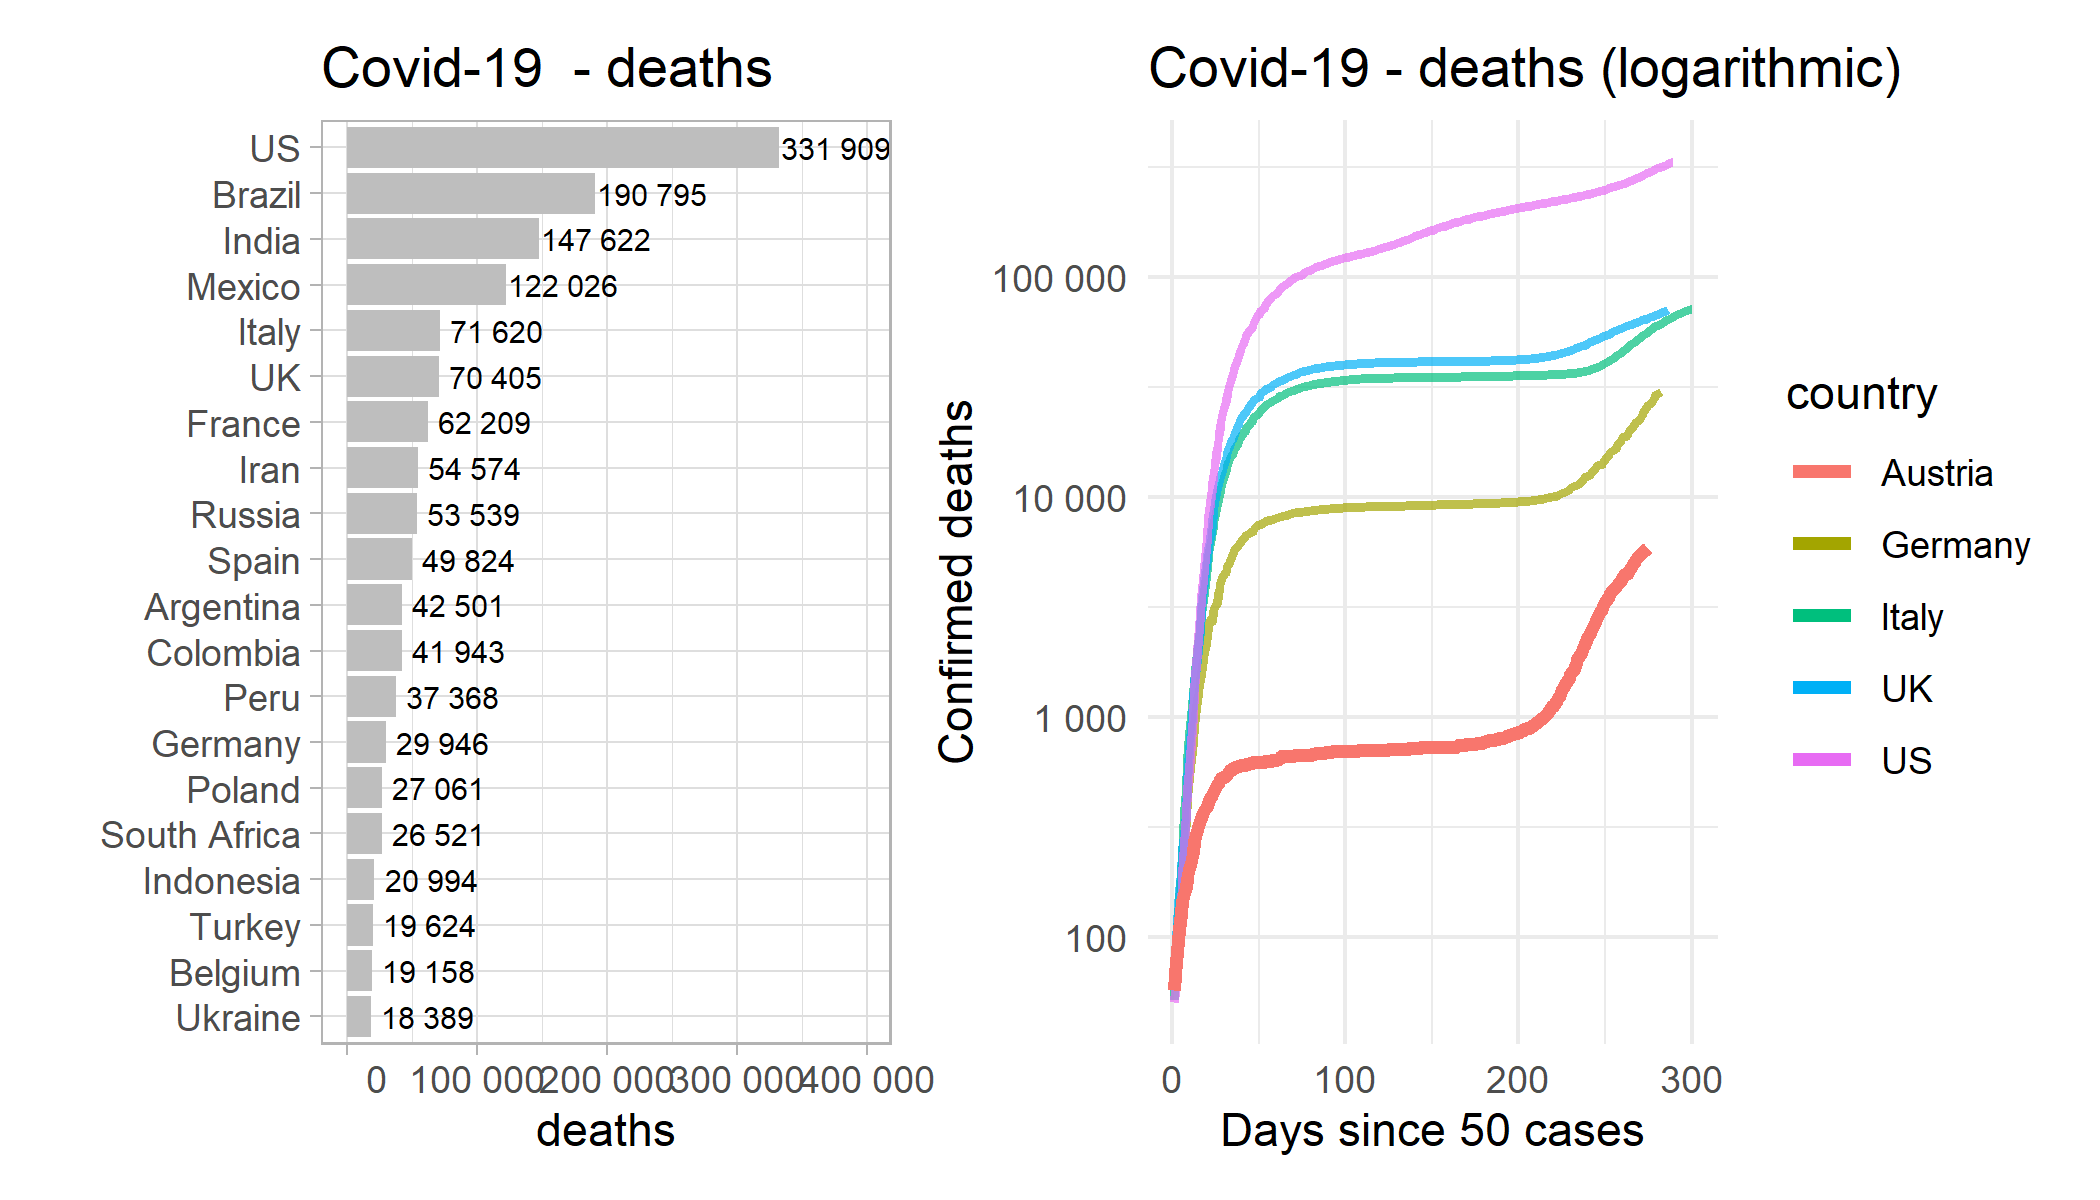 Covid-19  - deaths
US 331 909
Brazil 190 795
India 147 622
Mexico 122 026
Italy 71 620
UK 70 405
France 62 209
Iran 54 574
Russia 53 539
Spain 49 824
Argentina 42 501
Colombia 41 943
Peru 37 368
Germany 29 946
Poland 27 061
South Africa 26 521
Indonesia 20 994
Turkey 19 624
Belgium 19 158
Ukraine 18 389
0 100 000 200 000 300 000 400 000
deaths
Covid-19 - deaths (logarithmic)
Confirmed deaths
100 000
10 000
1 000
100
0 100 200 300
Days since 50 cases
country
Austria
Germany
Italy
UK
US